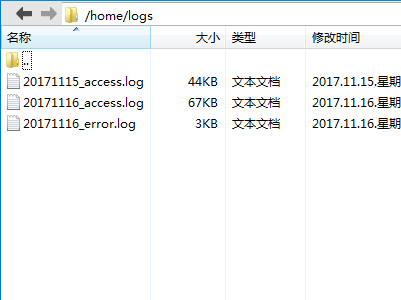 /home/logs
名称 大小 类型 修改时间
..
20171115_access.log 44KB 文本文档 2017.11.15.星期
20171116_access.log 67KB 文本文档 2017.11.16.星期
20171116_error.log 3KB 文本文档 2017.11.16.星期